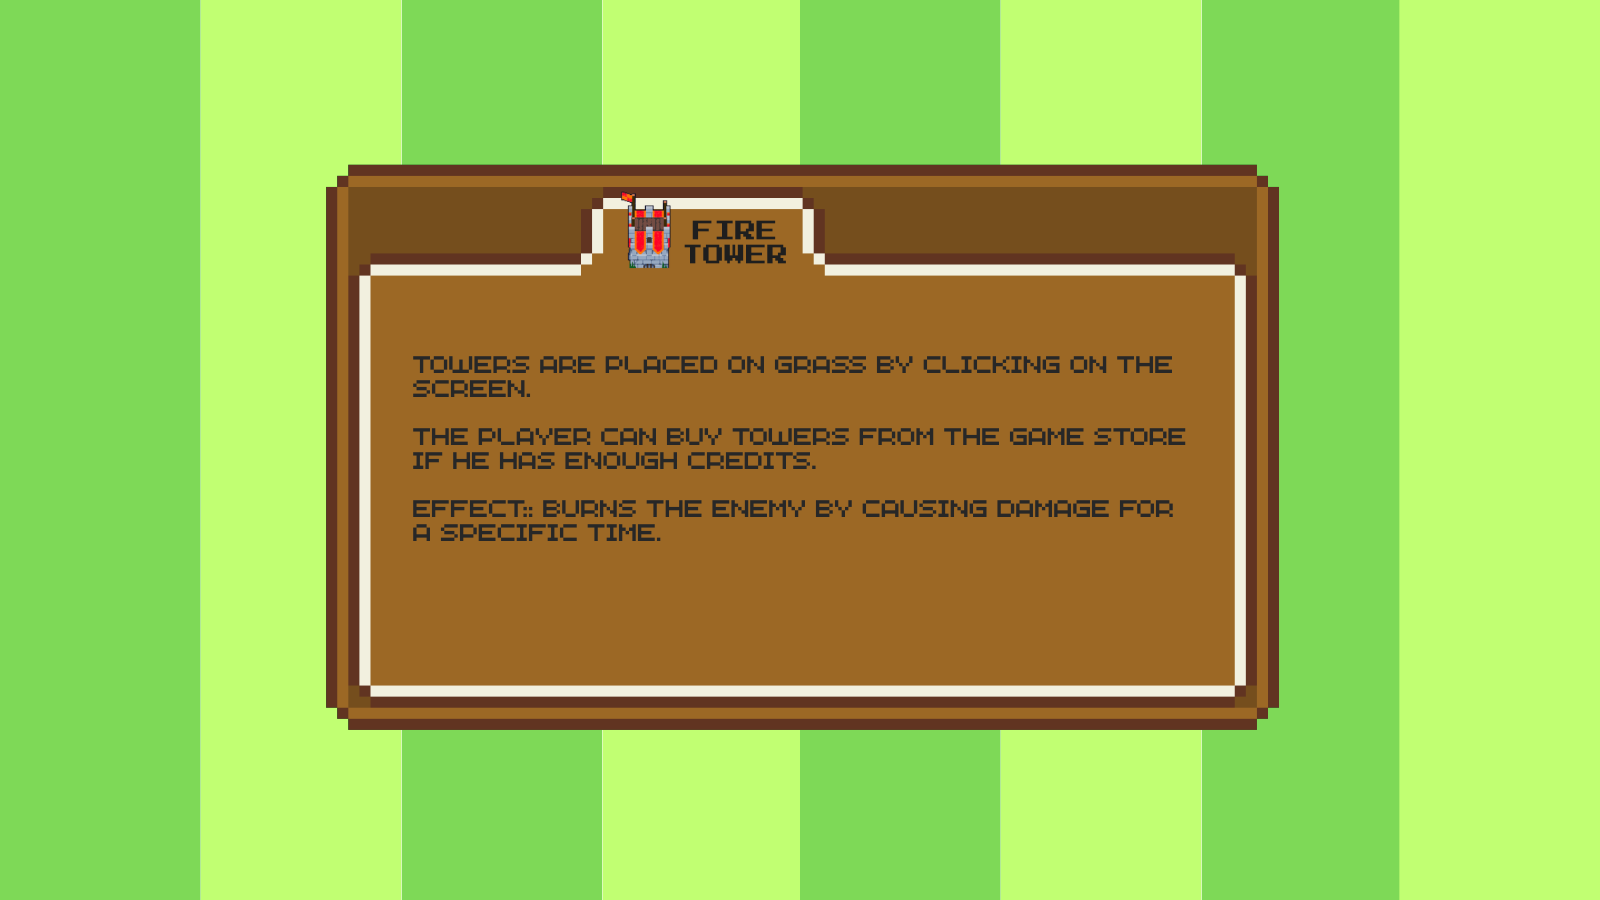 FIRE
TOWER
TOWERS ARE PLACED ON GRASS BY CLICKING ON THE
SCREEN.
THE PLAYER CAN BUY TOWERS FROM THE GAME STORE
IF HE HAS ENOUGH CREDITS.
EFFECT:: BURNS THE ENEMY BY CAUSING DAMAGE FOR
A SPECIFIC TIME.